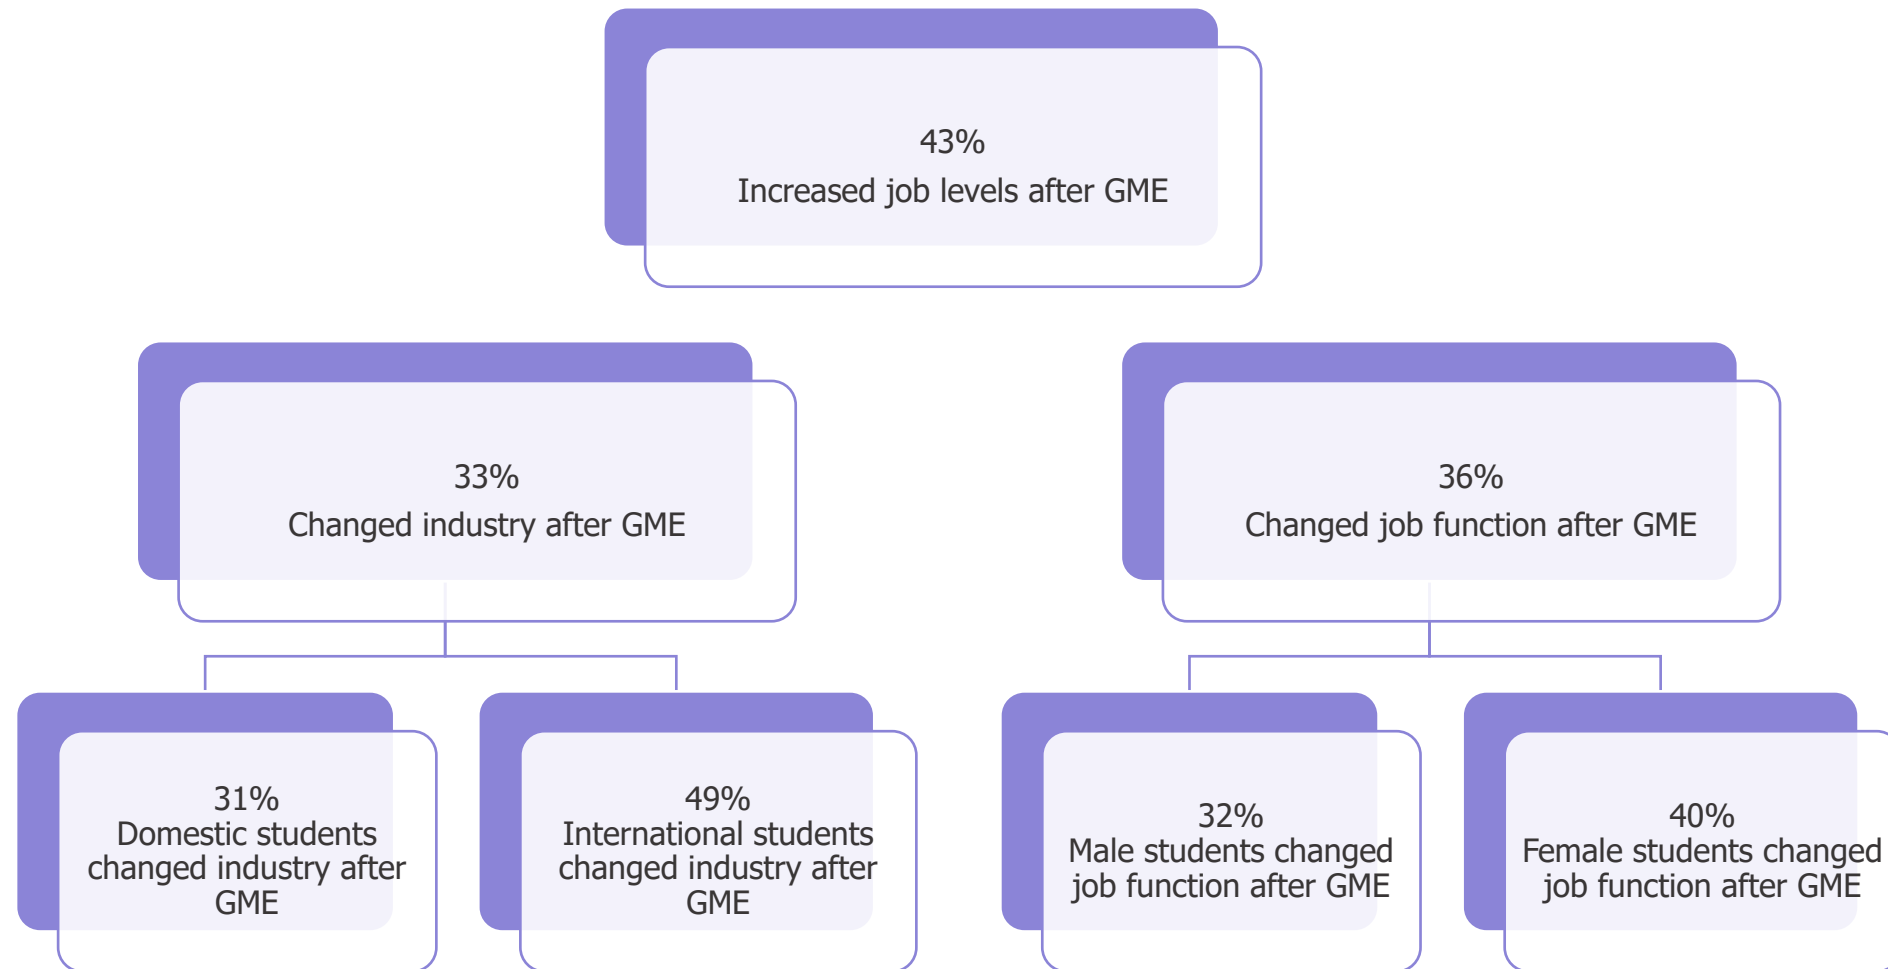 43%
Increased job levels after GME
33%
Changed industry after GME
36%
Changed job function after GME
31%
Domestic students
changed industry after
GME
49%
International students
changed industry after
GME
32%
Male students changed
job function after GME
40%
Female students changed
job function after GME